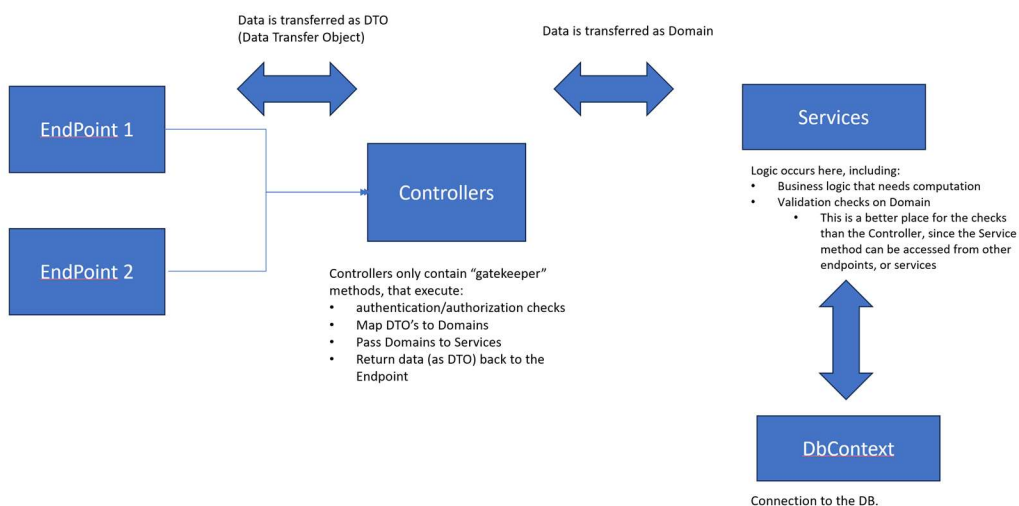 Data is transferred as DTO
(Data Transfer Object)
Data is transferred as Domain
EndPoint 1
EndPoint 2
Controllers
Controllers only contain “gatekeeper”
methods, that execute:
• authentication/authorization checks
• Map DTO’s to Domains
• Pass Domains to Services
• Return data (as DTO) back to the
Endpoint
Services
Logic occurs here, including:
• Business logic that needs computation
• Validation checks on Domain
• This is a better place for the checks
than the Controller, since the Service
method can be accessed from other
endpoints, or services
DbContext
Connection to the DB.